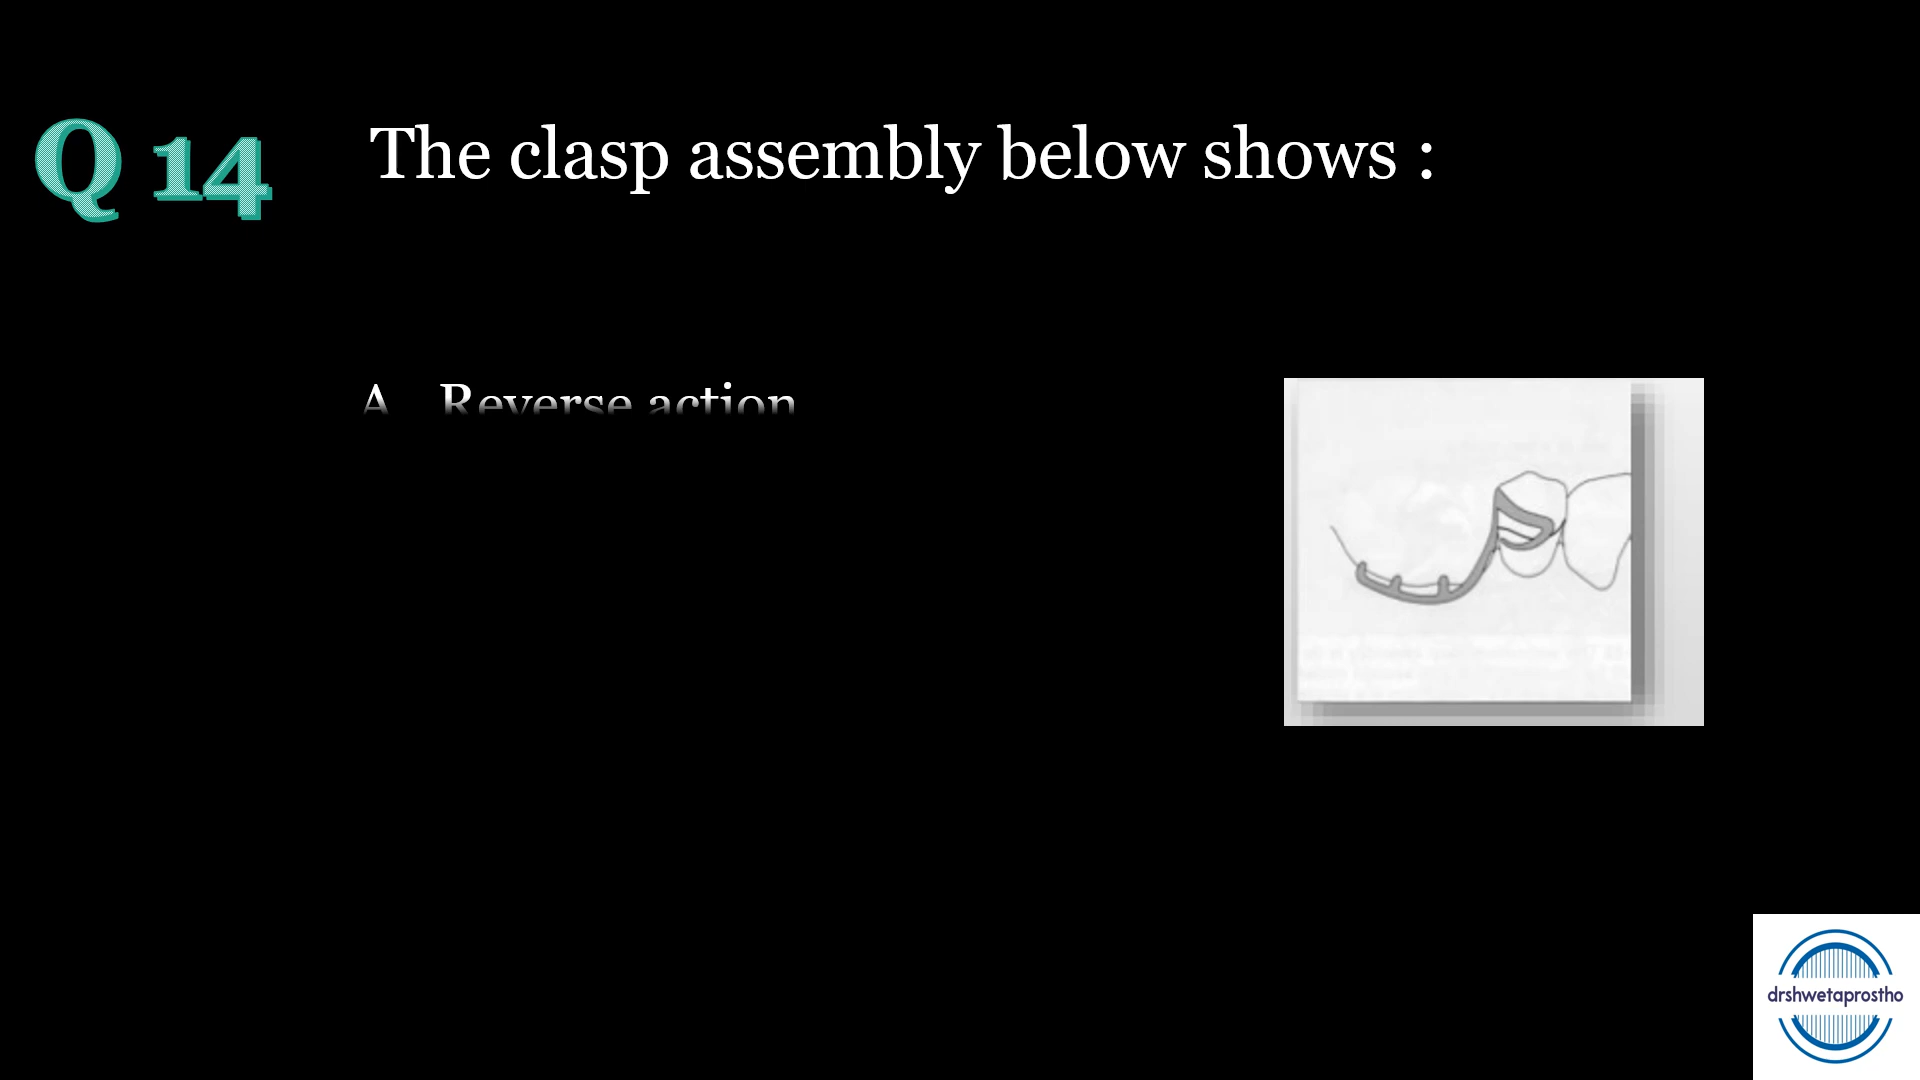 Q 14
The clasp assembly below shows :
A. Reverse action
drshwetaprostho